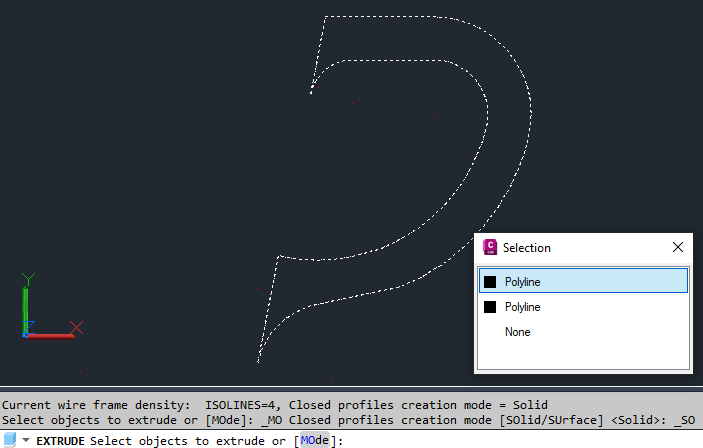 Selection
Polyline
Polyline
None
Y
Z
X
Current wire frame density:  ISOLINES=4, Closed profiles creation mode = Solid
Select objects to extrude or [MOde]: _MO Closed profiles creation mode [SOlid/SUrface] <Solid>: _SO
EXTRUDE Select objects to extrude or [MOde]: